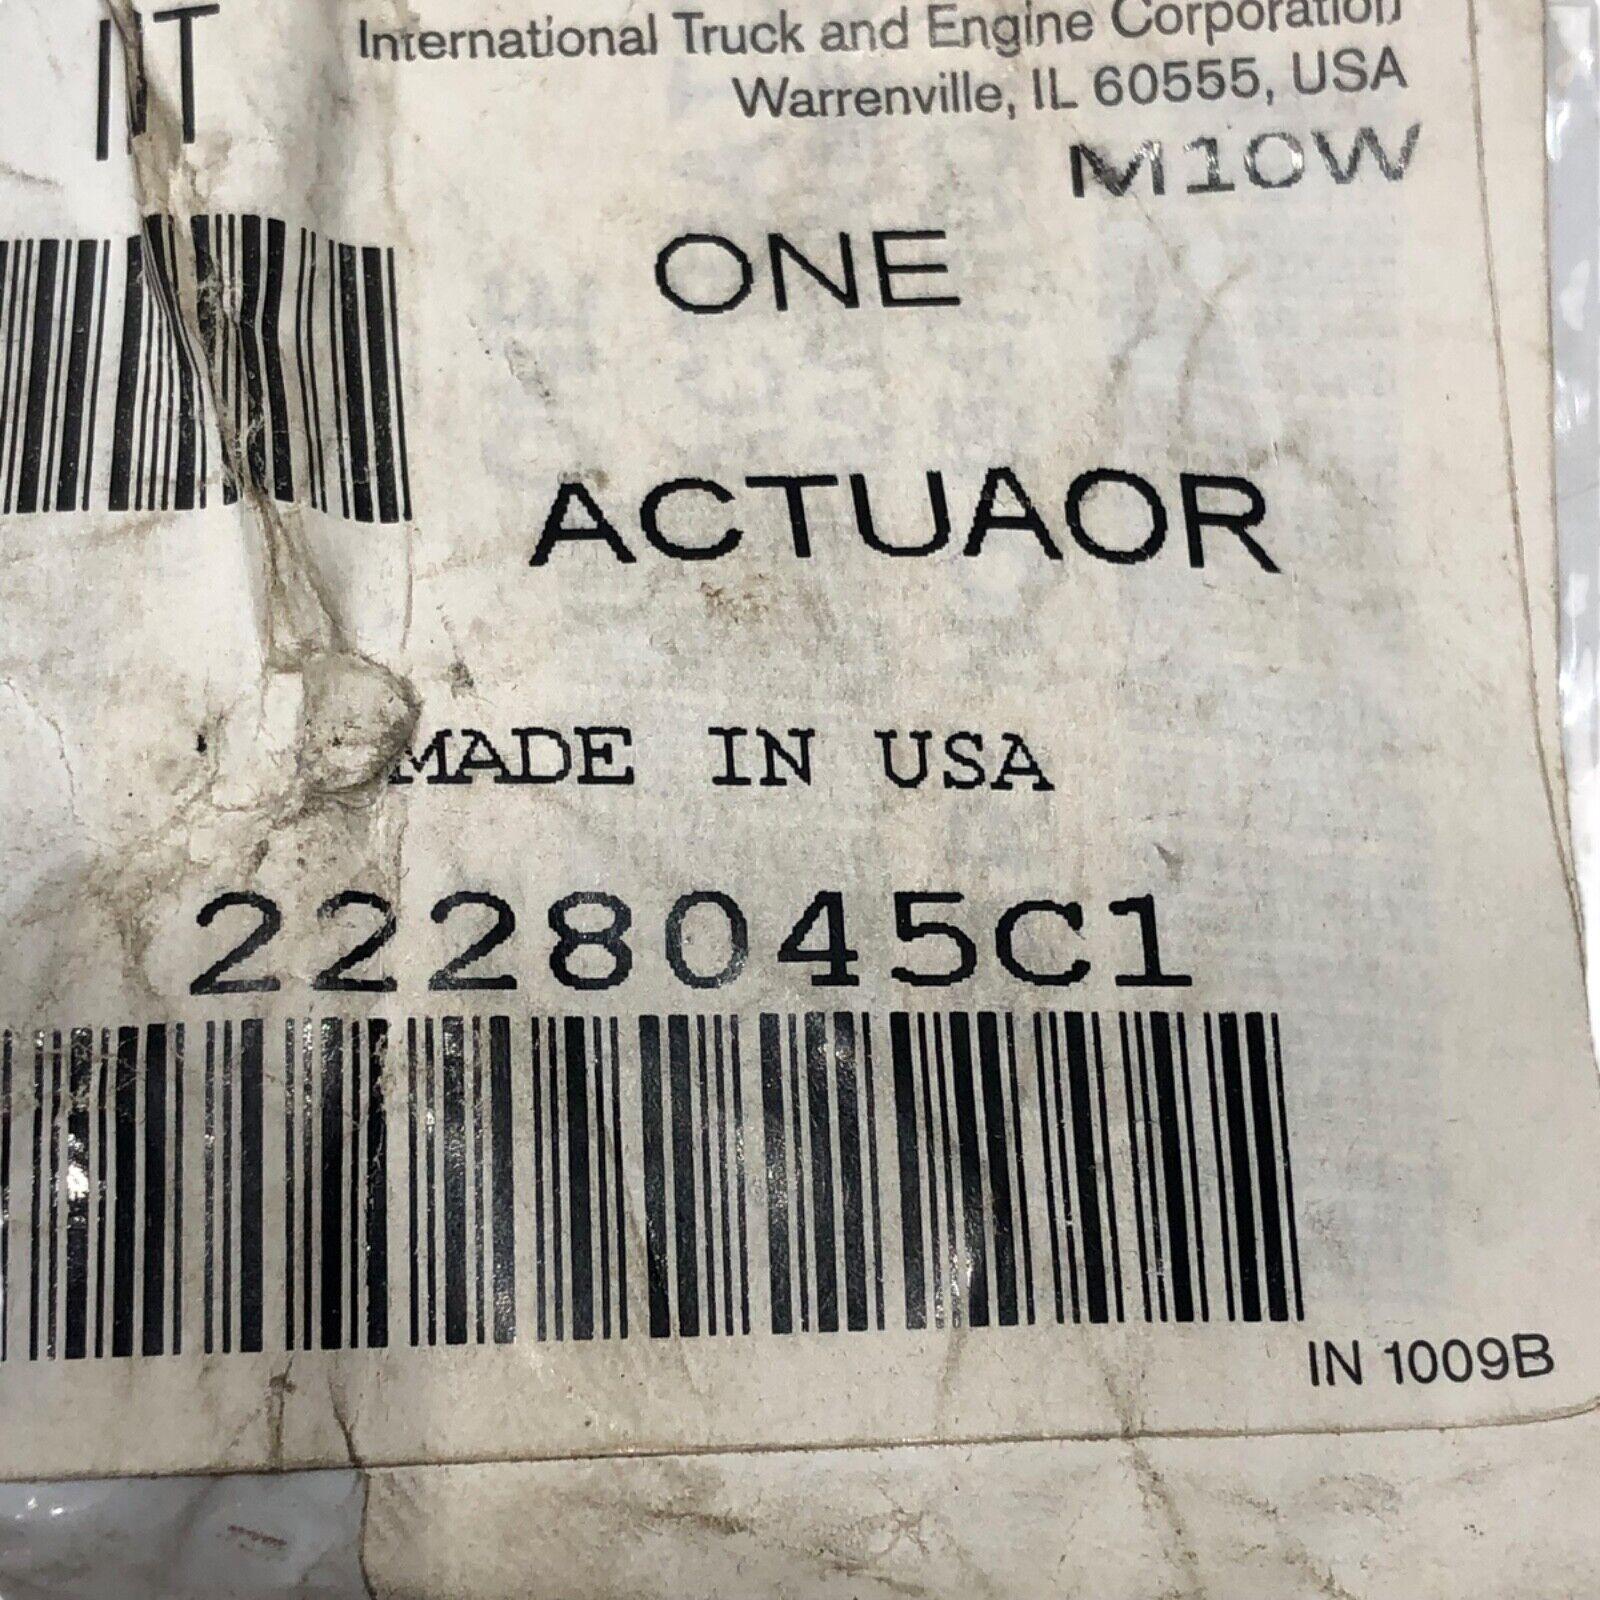 International Truck and Engine Corporation
Warrenville, IL 60555, USA
M10W
ONE
ACTUAOR
MADE IN USA
2228045C1
IN 1009B